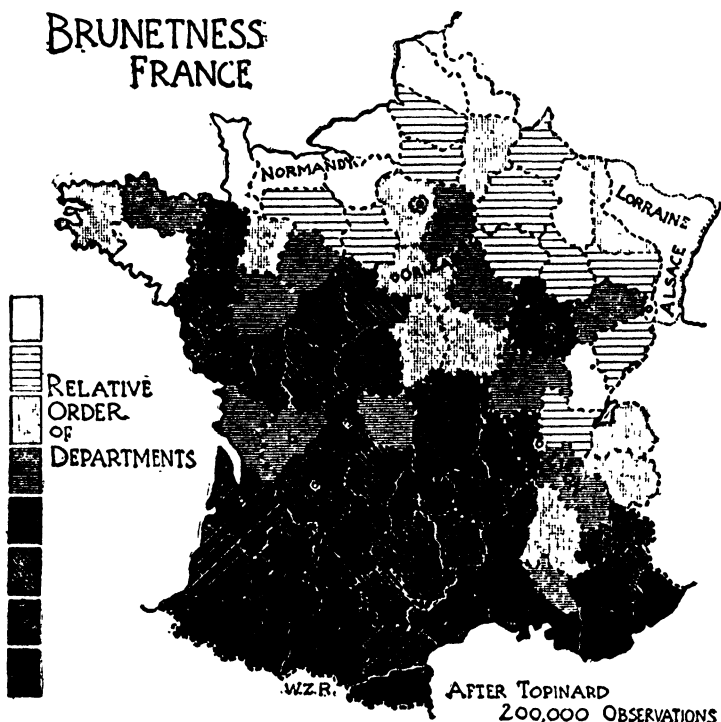 BRUNETNESS
FRANCE
NORMANDY.
LORRAINE
ALSACE
RELATIVE
ORDER
OF
DEPARTMENTS
W.Z.R.
AFTER TOPINARD
200,000 OBSERVATIONS